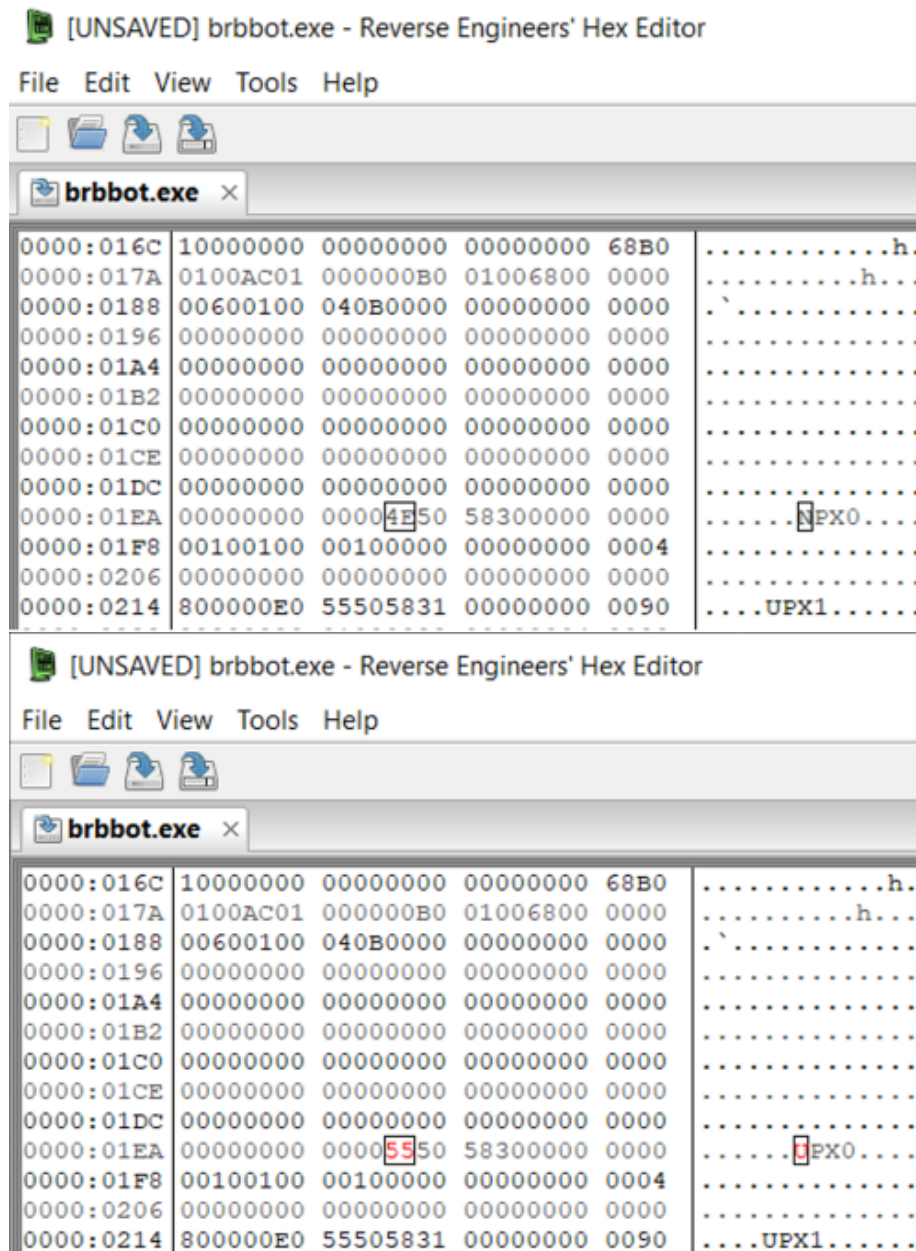 [UNSAVED] brbbot.exe - Reverse Engineers' Hex Editor
File Edit View Tools Help
brbbot.exe ×
0000:016C 10000000 00000000 00000000 68B0 ............h.
0000:017A 0100AC01 000000B0 01006800 0000 ..........h...
0000:0188 00600100 040B0000 00000000 0000 .`............
0000:0196 00000000 00000000 00000000 0000 ..............
0000:01A4 00000000 00000000 00000000 0000 ..............
0000:01B2 00000000 00000000 00000000 0000 ..............
0000:01C0 00000000 00000000 00000000 0000 ..............
0000:01CE 00000000 00000000 00000000 0000 ..............
0000:01DC 00000000 00000000 00000000 0000 ..............
0000:01EA 00000000 00004E50 58300000 0000 ......NPX0....
0000:01F8 00100100 00100000 00000000 0004 ..............
0000:0206 00000000 00000000 00000000 0000 ..............
0000:0214 800000E0 55505831 00000000 0090 ....UPX1......
[UNSAVED] brbbot.exe - Reverse Engineers' Hex Editor
File Edit View Tools Help
brbbot.exe ×
0000:016C 10000000 00000000 00000000 68B0 ............h.
0000:017A 0100AC01 000000B0 01006800 0000 ..........h...
0000:0188 00600100 040B0000 00000000 0000 .`............
0000:0196 00000000 00000000 00000000 0000 ..............
0000:01A4 00000000 00000000 00000000 0000 ..............
0000:01B2 00000000 00000000 00000000 0000 ..............
0000:01C0 00000000 00000000 00000000 0000 ..............
0000:01CE 00000000 00000000 00000000 0000 ..............
0000:01DC 00000000 00000000 00000000 0000 ..............
0000:01EA 00000000 00005550 58300000 0000 ......UPX0....
0000:01F8 00100100 00100000 00000000 0004 ..............
0000:0206 00000000 00000000 00000000 0000 ..............
0000:0214 800000E0 55505831 00000000 0090 ....UPX1......